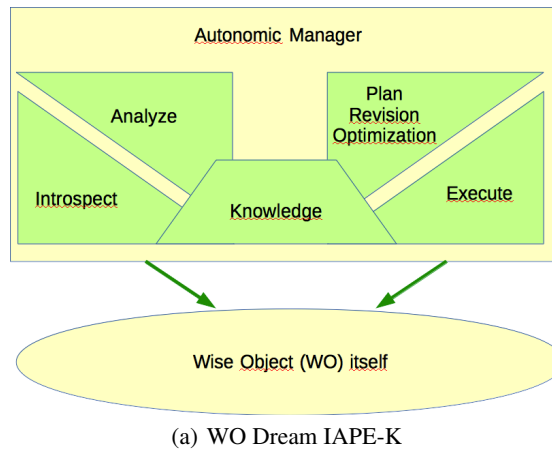 Autonomic Manager
Analyze
Plan
Revision
Optimization
Introspect
Knowledge
Execute
Wise Object (WO) itself
(a) WO Dream IAPE-K